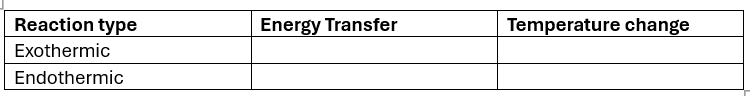 Reaction type Energy Transfer Temperature change
Exothermic
Endothermic